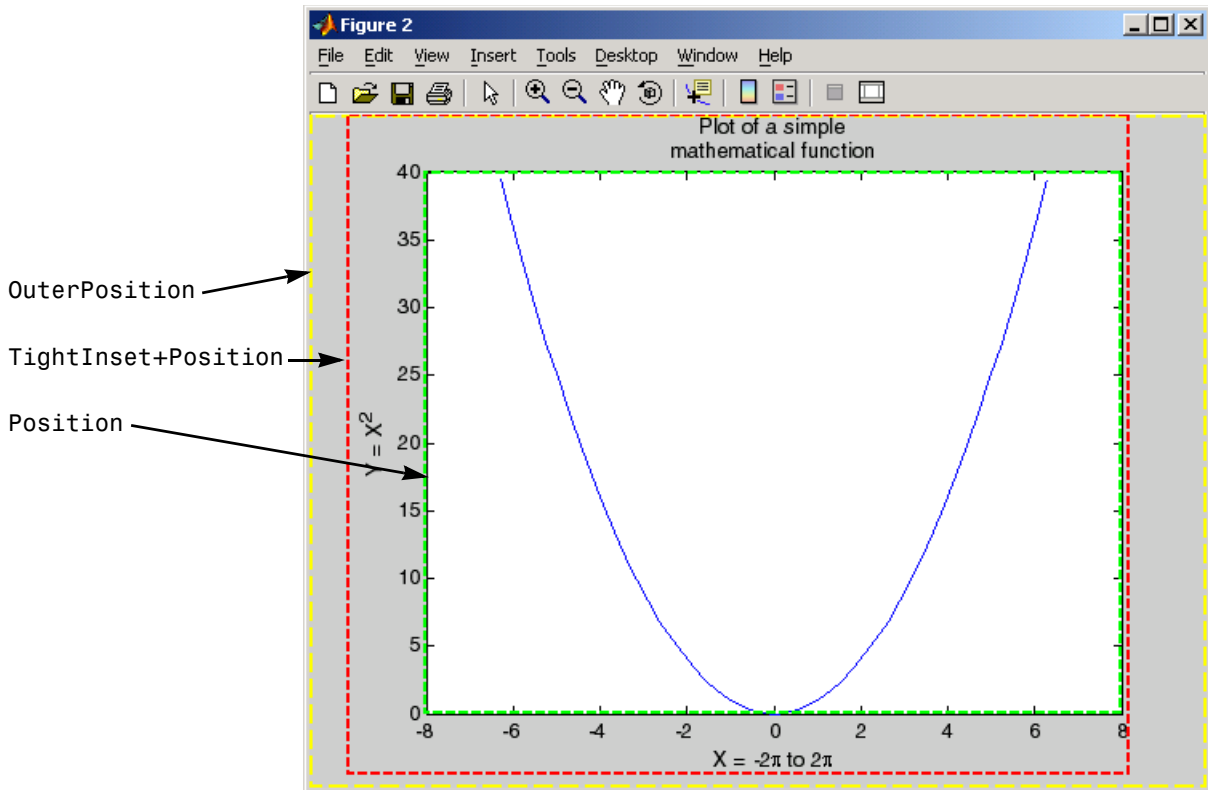 Figure 2
File Edit View Insert Tools Desktop Window Help
Plot of a simple
mathematical function
40
35
30
25
20
15
10
5
0
Y = X²
-8 -6 -4 -2 0 2 4 6 8
X = -2π to 2π
OuterPosition
TightInset+Position
Position